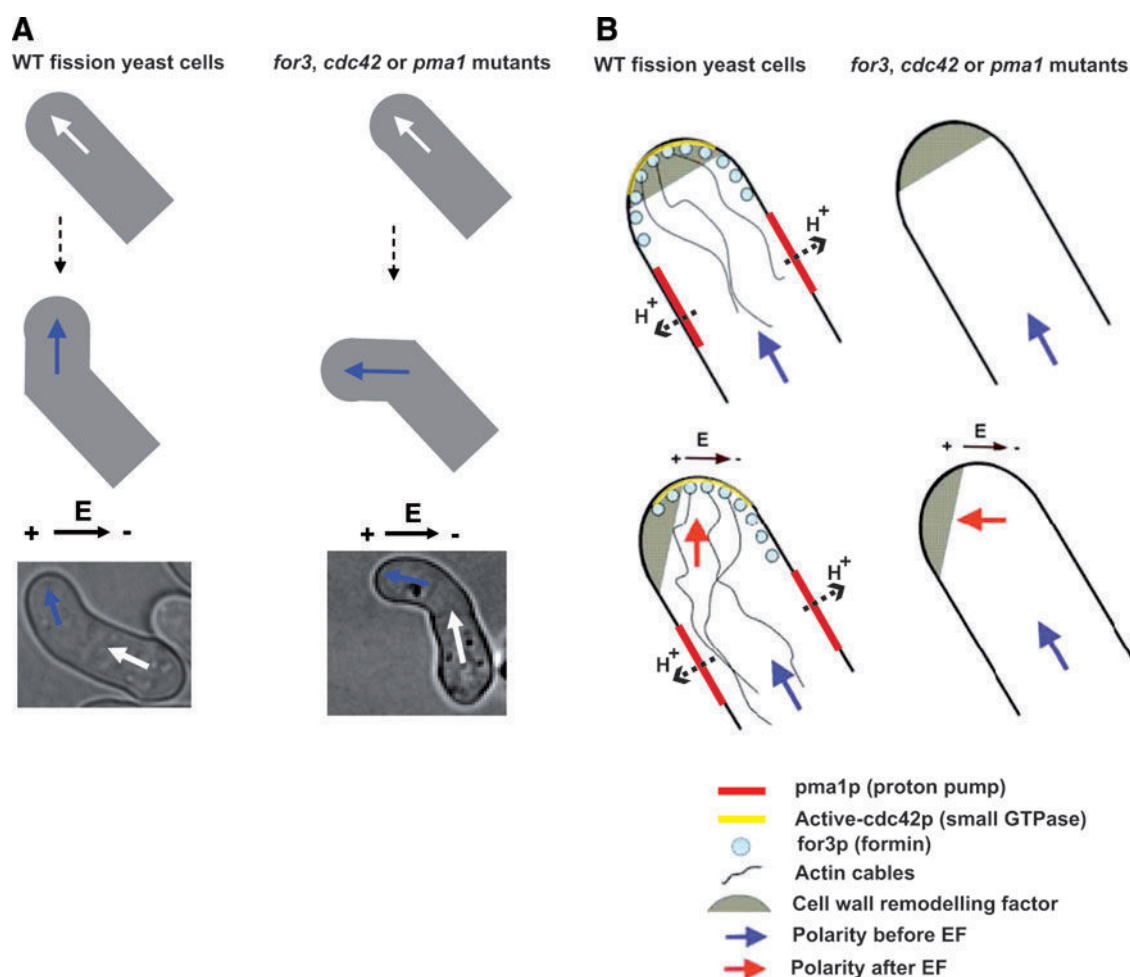 A
WT fission yeast cells
for3, cdc42 or pma1 mutants
E
+ -
E
+ -
B
WT fission yeast cells
for3, cdc42 or pma1 mutants
H+
H+
E
+ -
E
+ -
H+
H+
pma1p (proton pump)
Active-cdc42p (small GTPase)
for3p (formin)
Actin cables
Cell wall remodelling factor
Polarity before EF
Polarity after EF